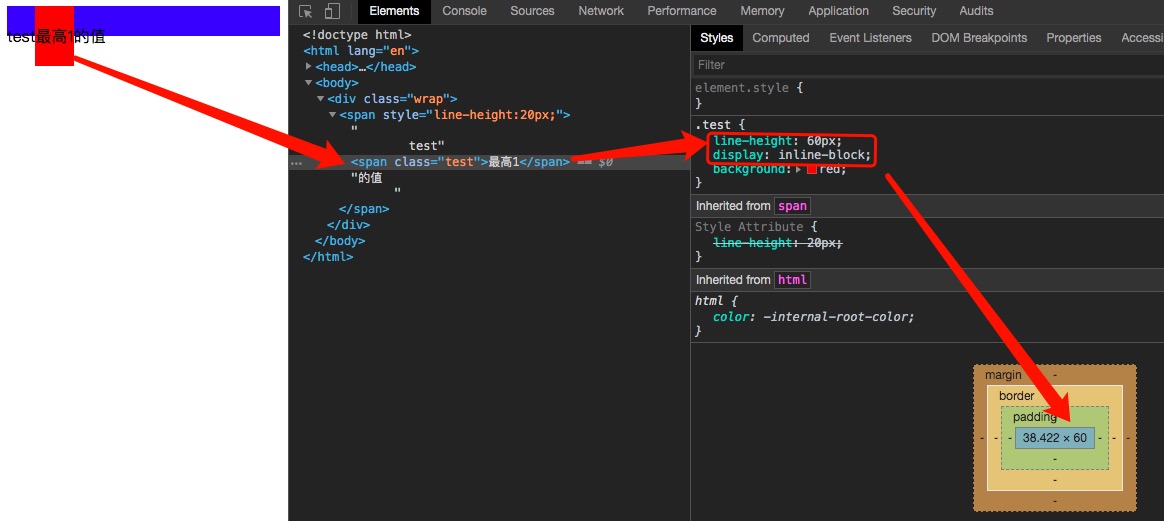 test最高1的值
Elements Console Sources Network Performance Memory Application Security Audits
<!doctype html>
<html lang="en">
<head>…</head>
<body>
<div class="wrap">
<span style="line-height:20px;">
"
test"
… <span class="test">最高1</span> == $0
"的值
"
</span>
</div>
</body>
</html>
Styles Computed Event Listeners DOM Breakpoints Properties Accessi
Filter
element.style {
}
.test {
line-height: 60px;
display: inline-block;
background: red;
}
Inherited from span
Style Attribute {
line-height: 20px;
}
Inherited from html
html {
color: -internal-root-color;
}
margin -
border -
padding
- - - 38.422 × 60 - - -
-
-
-